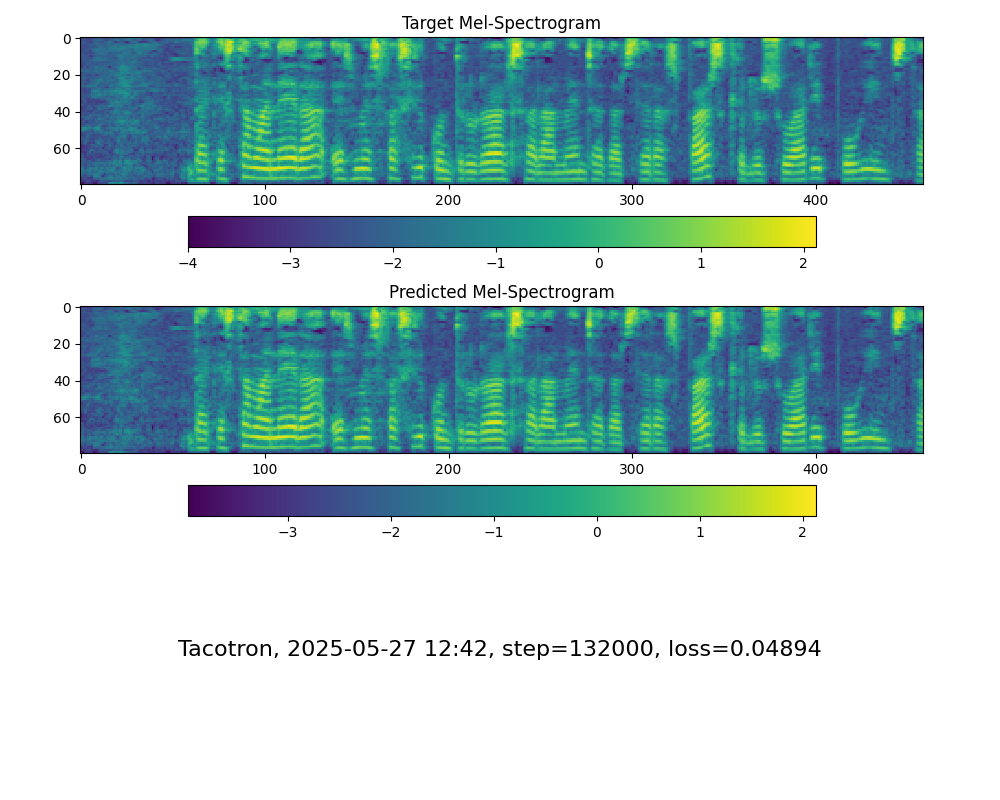 Target Mel-Spectrogram
0
20
40
60
0 100 200 300 400
−4 −3 −2 −1 0 1 2
Predicted Mel-Spectrogram
0
20
40
60
0 100 200 300 400
−3 −2 −1 0 1 2
Tacotron, 2025-05-27 12:42, step=132000, loss=0.04894